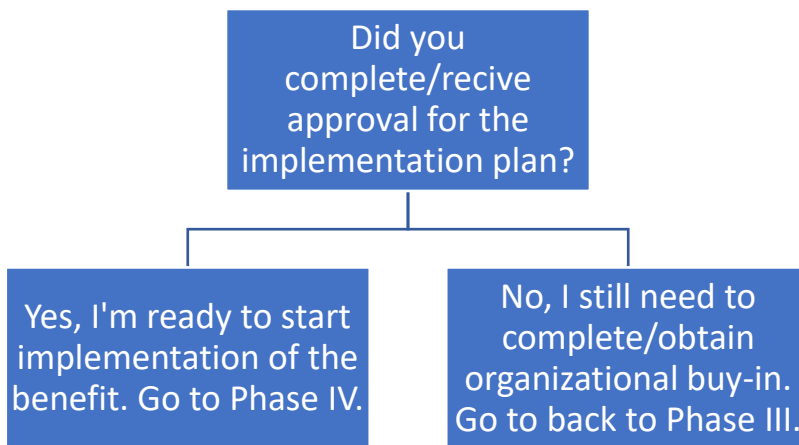 Did you
complete/recive
approval for the
implementation plan?
Yes, I'm ready to start
implementation of the
benefit. Go to Phase IV.
No, I still need to
complete/obtain
organizational buy-in.
Go to back to Phase III.